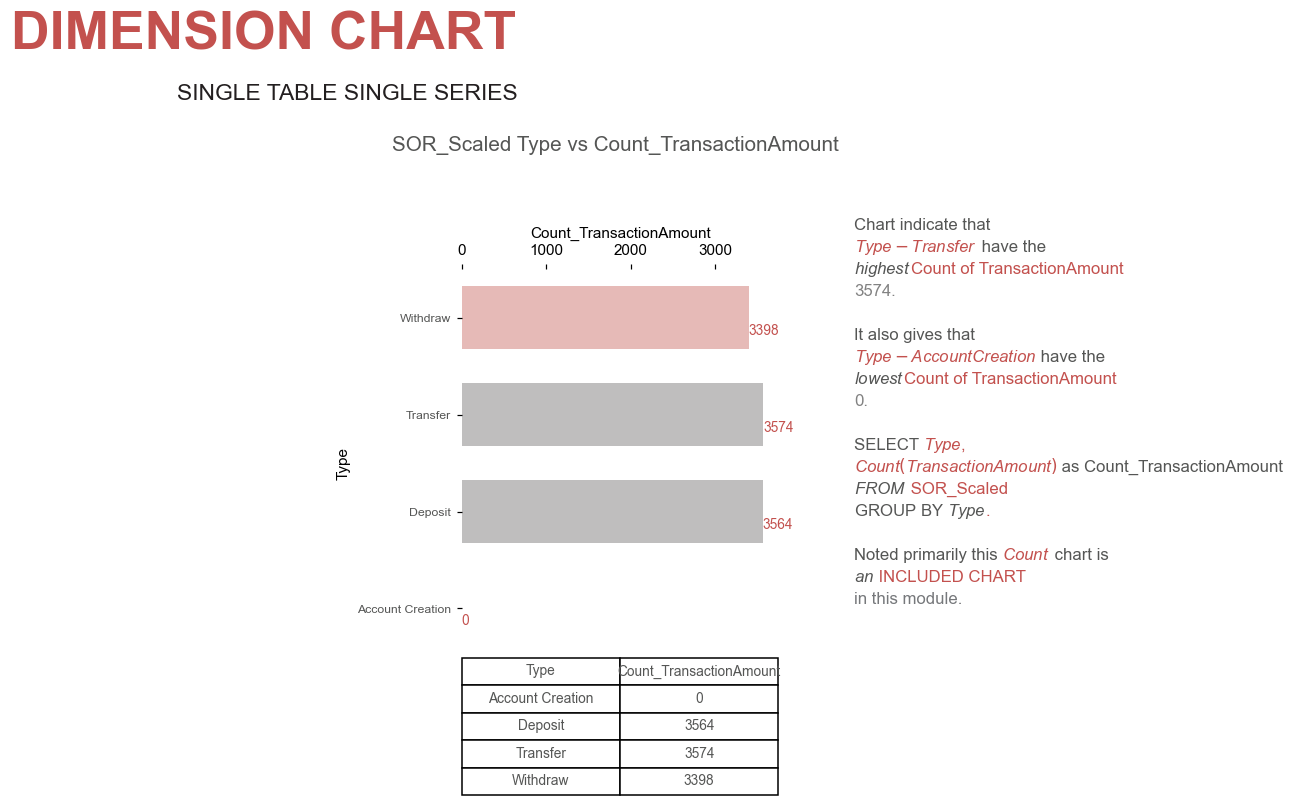 DIMENSION CHART
SINGLE TABLE SINGLE SERIES
SOR_Scaled Type vs Count_TransactionAmount
Count_TransactionAmount
0 1000 2000 3000
Withdraw
3398
Transfer
3574
Type
Deposit
3564
Account Creation
0
Type Count_TransactionAmount
Account Creation 0
Deposit 3564
Transfer 3574
Withdraw 3398
Chart indicate that
Type − Transfer have the
highest Count of TransactionAmount
3574.
It also gives that
Type − AccountCreation have the
lowest Count of TransactionAmount
0.
SELECT Type,
Count(TransactionAmount) as Count_TransactionAmount
FROM SOR_Scaled
GROUP BY Type.
Noted primarily this Count chart is
an INCLUDED CHART
in this module.